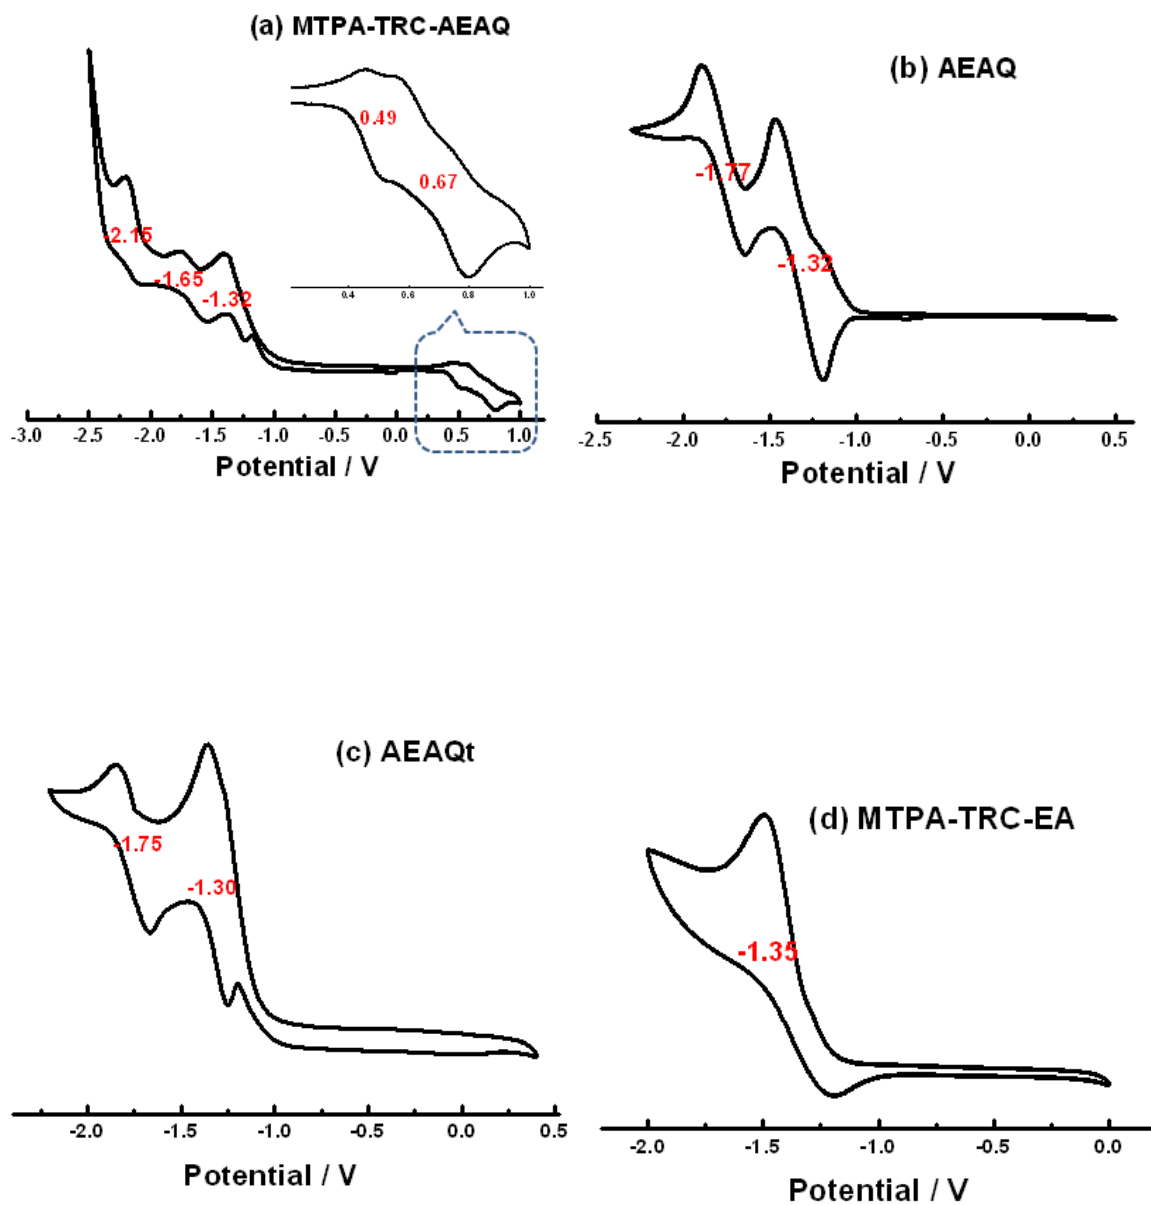 (a) MTPA-TRC-AEAQ
0.49
0.67
0.4 0.6 0.8 1.0
-2.15
-1.65
-1.32
-3.0 -2.5 -2.0 -1.5 -1.0 -0.5 0.0 0.5 1.0
Potential / V
(b) AEAQ
-1.77
-1.32
-2.5 -2.0 -1.5 -1.0 -0.5 0.0 0.5
Potential / V
(c) AEAQt
-1.75
-1.30
-2.0 -1.5 -1.0 -0.5 0.0 0.5
Potential / V
(d) MTPA-TRC-EA
-1.35
-2.0 -1.5 -1.0 -0.5 0.0
Potential / V